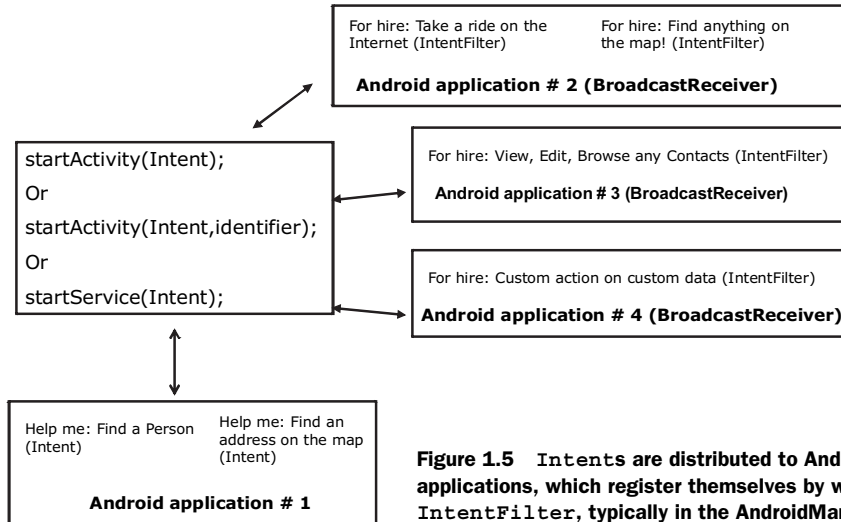 For hire: Take a ride on the
Internet (IntentFilter)
For hire: Find anything on
the map! (IntentFilter)
Android application # 2 (BroadcastReceiver)
startActivity(Intent);
Or
startActivity(Intent,identifier);
Or
startService(Intent);
For hire: View, Edit, Browse any Contacts (IntentFilter)
Android application # 3 (BroadcastReceiver)
For hire: Custom action on custom data (IntentFilter)
Android application # 4 (BroadcastReceiver)
Help me: Find a Person
(Intent)
Help me: Find an
address on the map
(Intent)
Android application # 1
Figure 1.5 Intents are distributed to
applications, which register themselves by
IntentFilter, typically in the